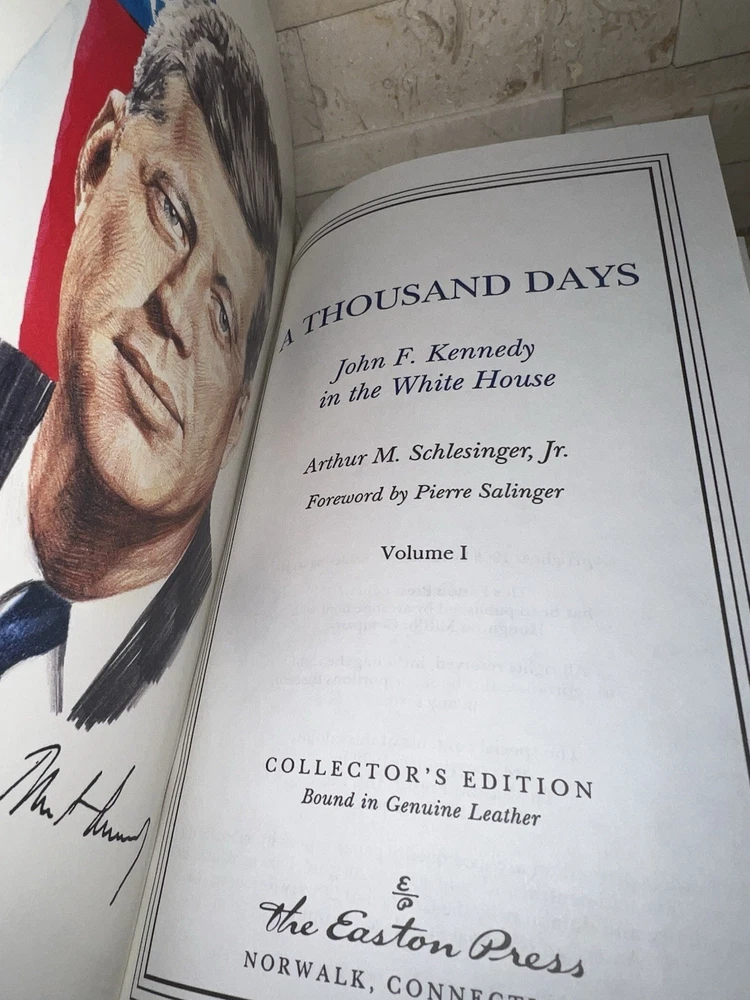 A THOUSAND DAYS
John F. Kennedy
in the White House
Arthur M. Schlesinger, Jr.
Foreword by Pierre Salinger
Volume I
COLLECTOR'S EDITION
Bound in Genuine Leather
E
P
The Easton Press
NORWALK,